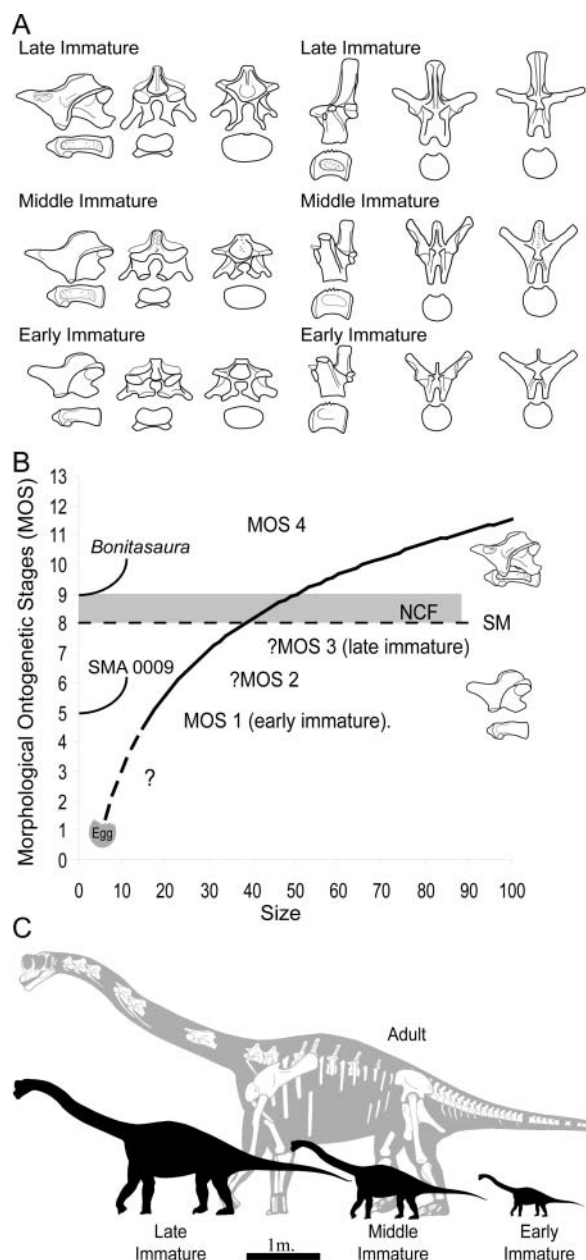 A
Late Immature
Late Immature
Middle Immature
Middle Immature
Early Immature
Early Immature
B
Morphological Ontogenetic Stages (MOS)
13
12
11
10
9
8
7
6
5
4
3
2
1
0
MOS 4
Bonitasaura
NCF
SM
?MOS 3 (late immature)
SMA 0009
?MOS 2
MOS 1 (early immature).
?
Egg
0 10 20 30 40 50 60 70 80 90 100
Size
C
Adult
Late Immature
1m.
Middle Immature
Early Immature